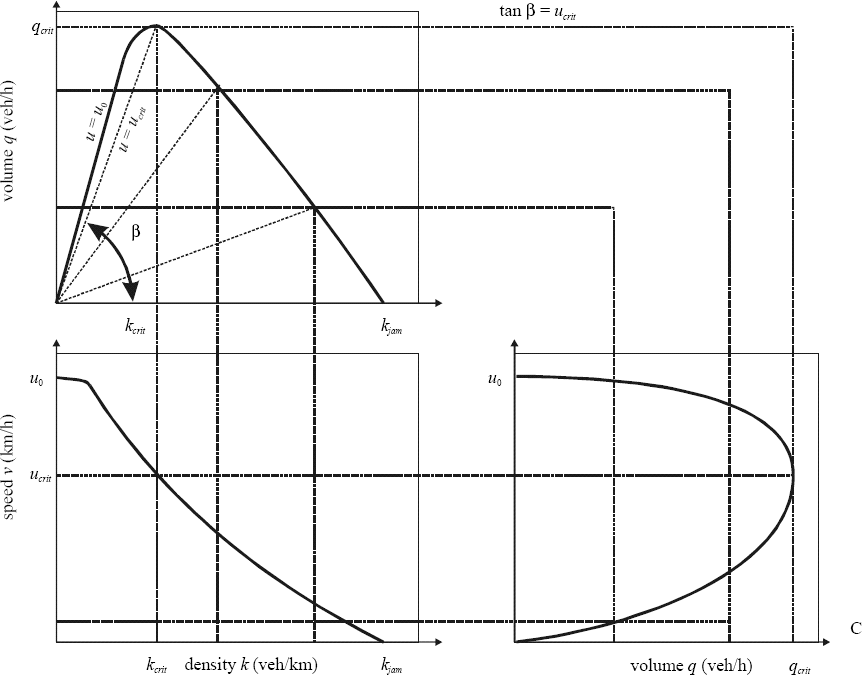 tan β = u_crit
q_crit
volume q (veh/h)
u = u_0
u = u_crit
β
k_crit
k_jam
u_0
u_crit
speed v (km/h)
k_crit
density k (veh/km)
k_jam
u_0
volume q (veh/h)
q_crit
C